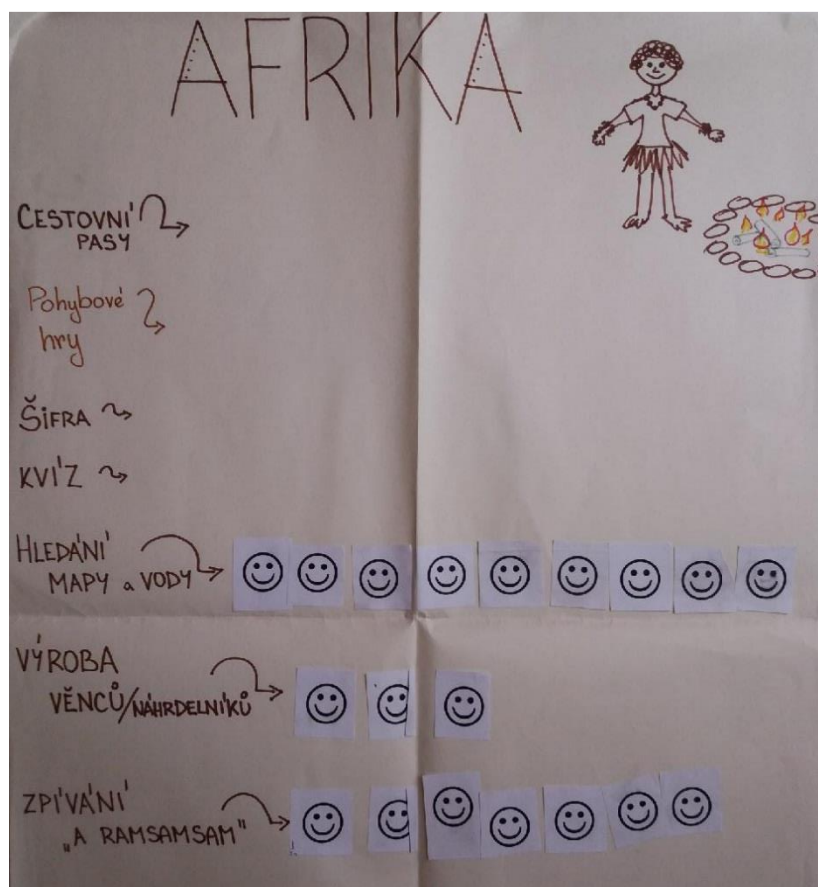 AFRIKA
CESTOVNÍ
PASY
Pohybové
hry
ŠIFRA
KVÍZ
HLEDÁNÍ
MAPY a VODY
VÝROBA
VĚNCŮ/NÁHRDELNÍKŮ
ZPÍVÁNÍ
„A RAMSAMSAM"